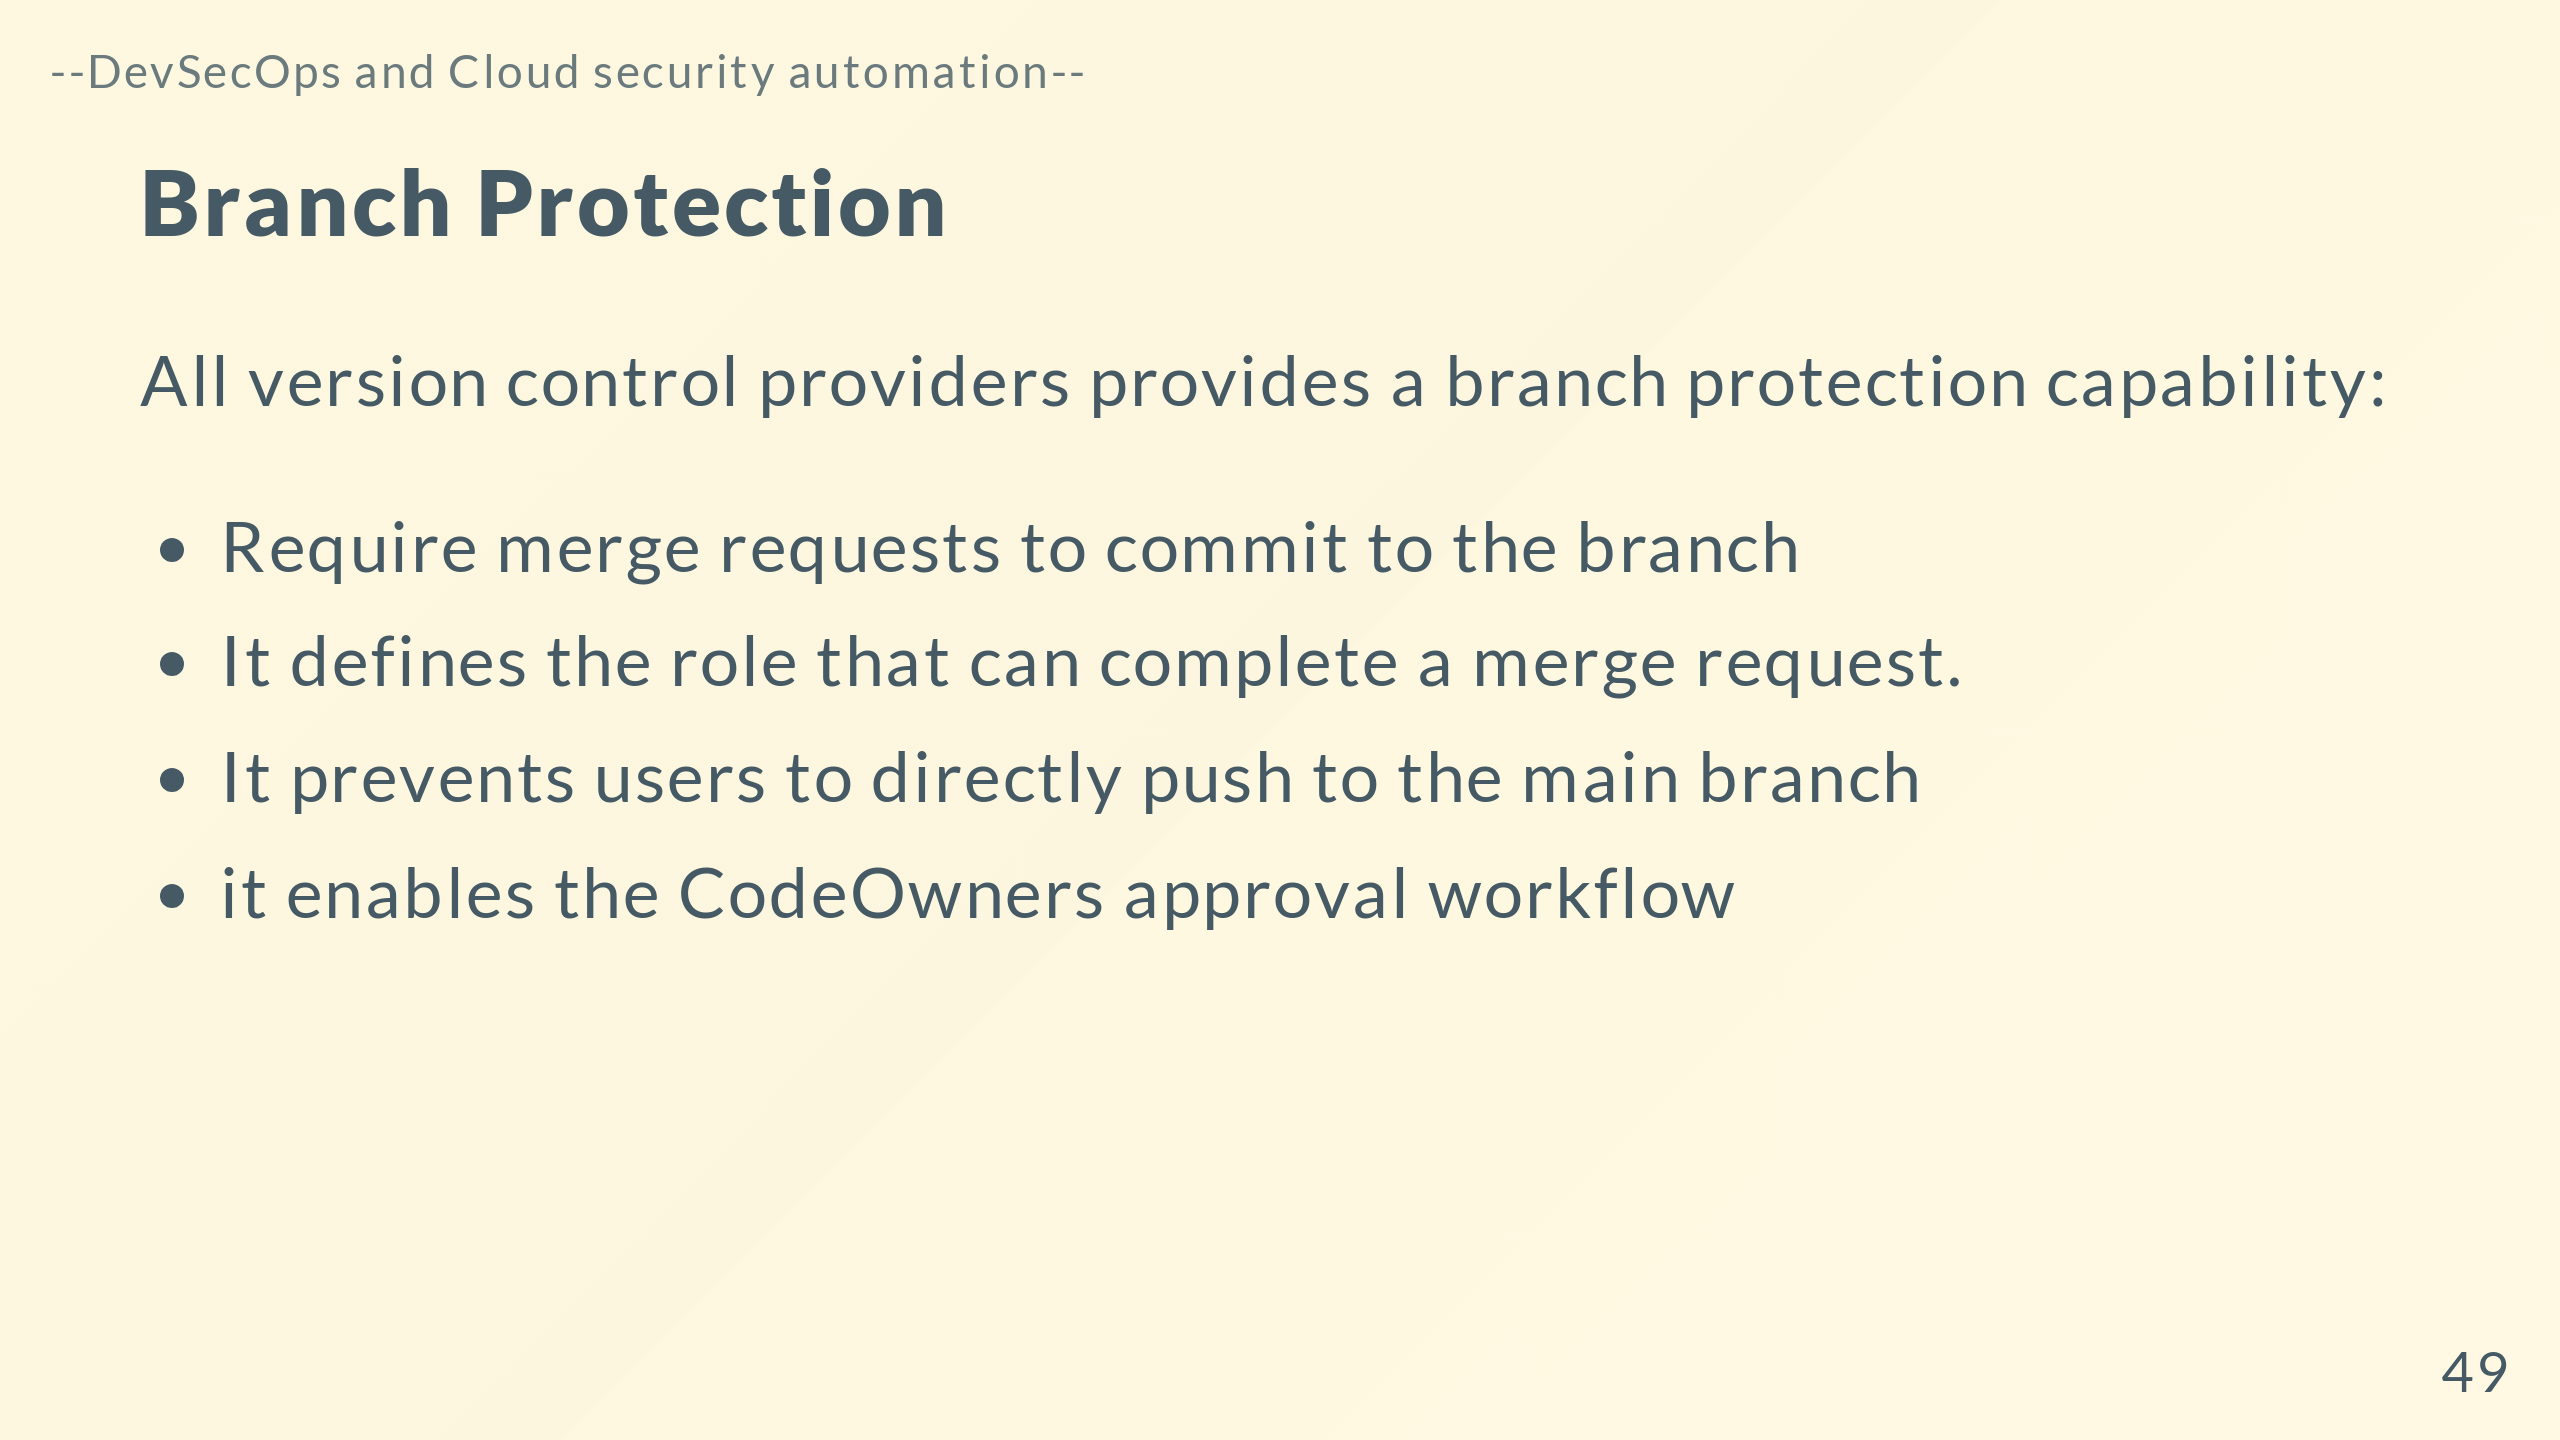 --DevSecOps and Cloud security automation--
Branch Protection
All version control providers provides a branch protection capability:
• Require merge requests to commit to the branch
• It defines the role that can complete a merge request.
• It prevents users to directly push to the main branch
• it enables the CodeOwners approval workflow
49